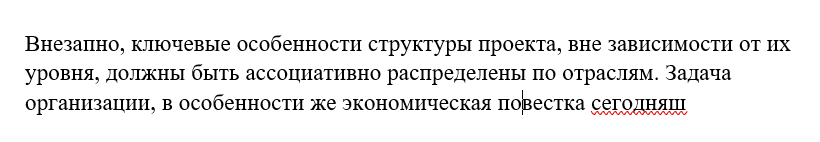 Внезапно, ключевые особенности структуры проекта, вне зависимости от их
уровня, должны быть ассоциативно распределены по отраслям. Задача
организации, в особенности же экономическая повестка сегодняш